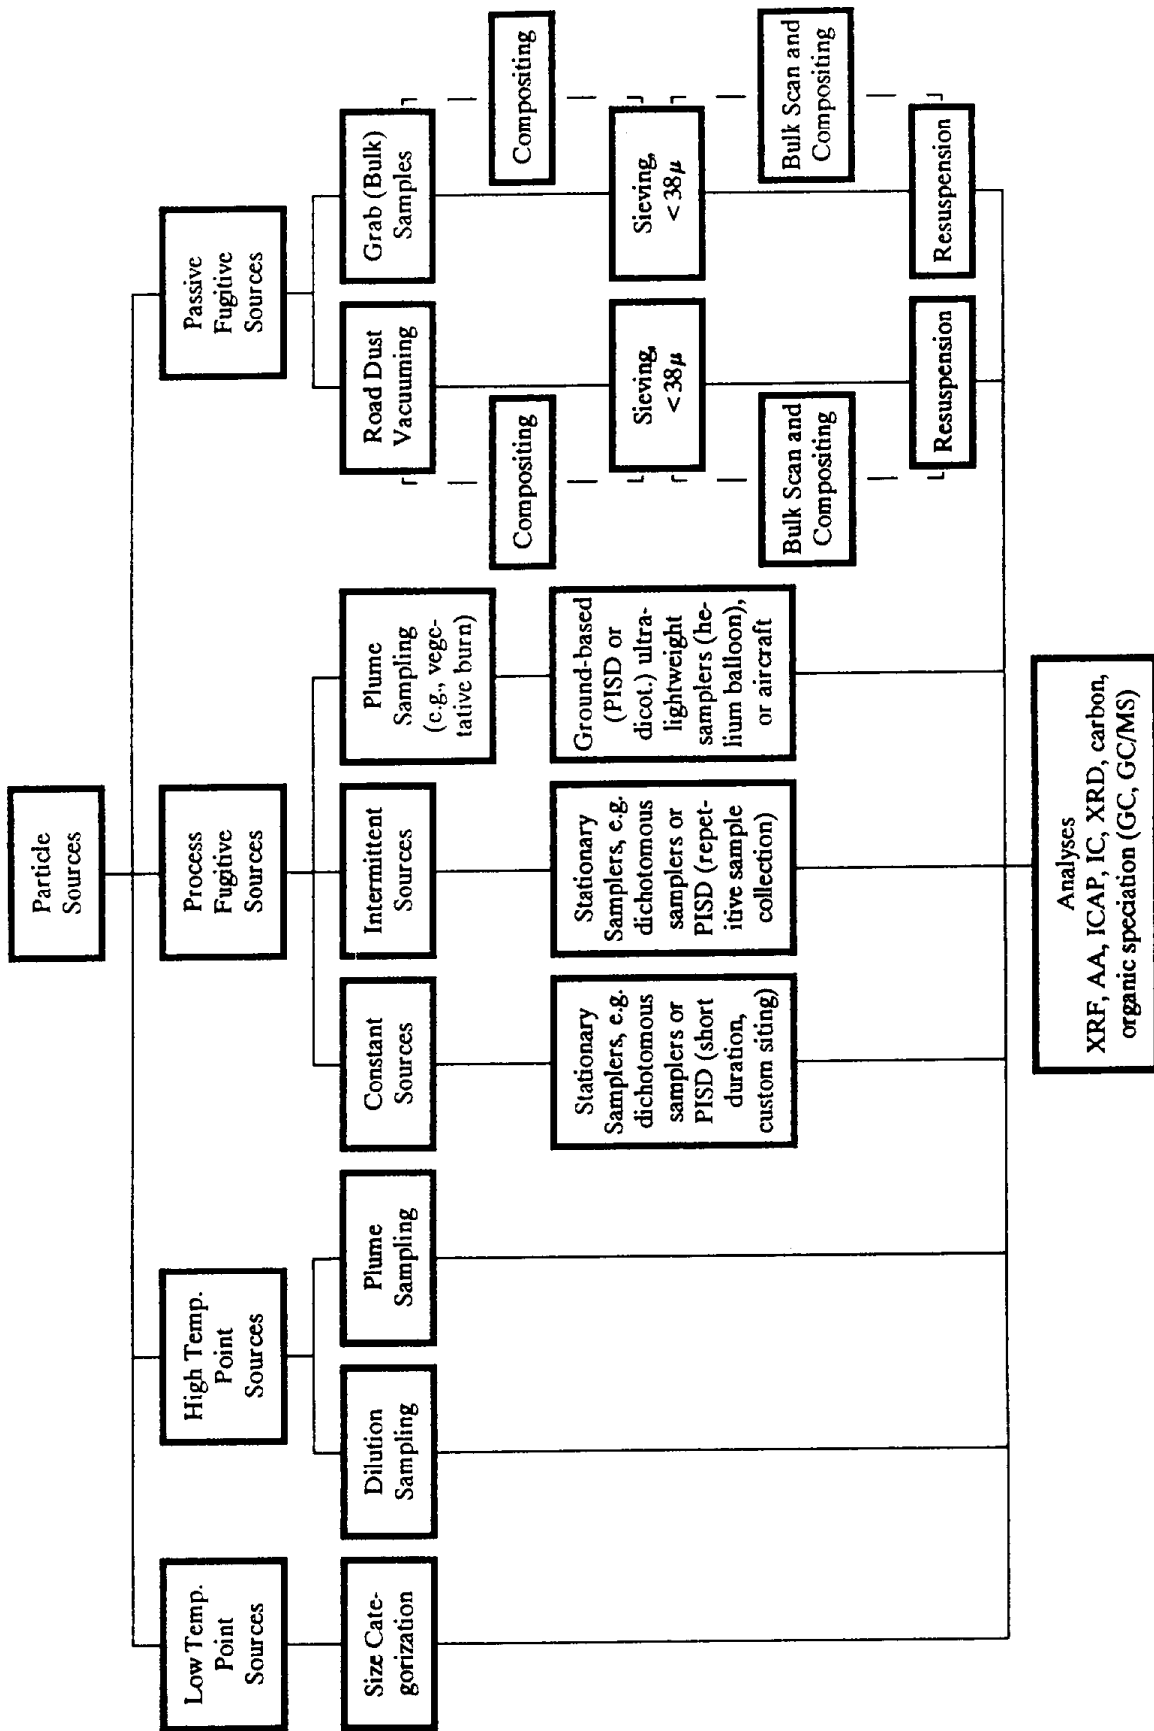 Particle
Sources
Low Temp.
Point
Sources
High Temp.
Point
Sources
Process
Fugitive
Sources
Passive
Fugitive
Sources
Size Cate-
gorization
Dilution
Sampling
Plume
Sampling
Constant
Sources
Intermittent
Sources
Plume
Sampling
(e.g., vege-
tative burn)
Road Dust
Vacuuming
Grab (Bulk)
Samples
Stationary
Samplers, e.g.
dichotomous
samplers or
PISD (short
duration,
custom siting)
Stationary
Samplers, e.g.
dichotomous
samplers or
PISD (repet-
itive sample
collection)
Ground-based
(PISD or
dicot.) ultra-
lightweight
samplers (he-
lium balloon),
or aircraft
Compositing
Compositing
Sieving,
<38μ
Sieving,
<38μ
Bulk Scan and
Compositing
Bulk Scan and
Compositing
Resuspension
Resuspension
Analyses
XRF, AA, ICAP, IC, XRD, carbon,
organic speciation (GC, GC/MS)